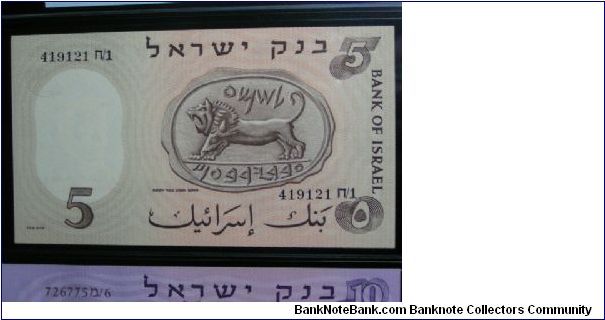 419121 ח/1 בנק ישראל 5
BANK OF ISRAEL
419121 ח/1
5 بنك إسرائيل ٥
726775 מ/6 בנק ישראל 10
BankNoteBank.com Banknote Collectors Community